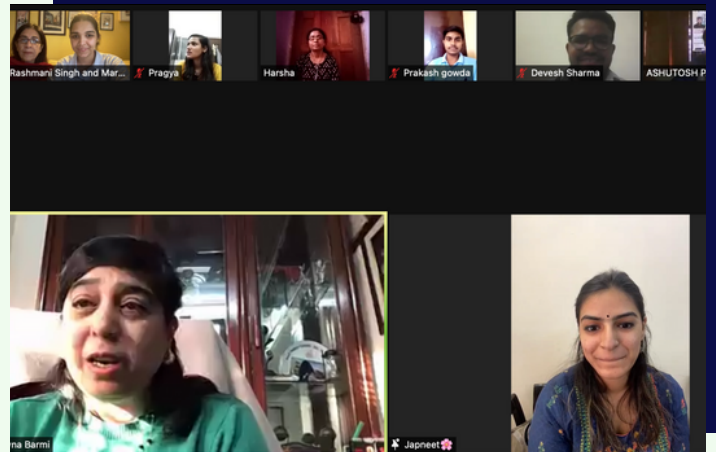 Rashmani Singh and Mar...
Pragya
Harsha
Prakash gowda
Devesh Sharma
ASHUTOSH P
na Barmi
Japneet🌸